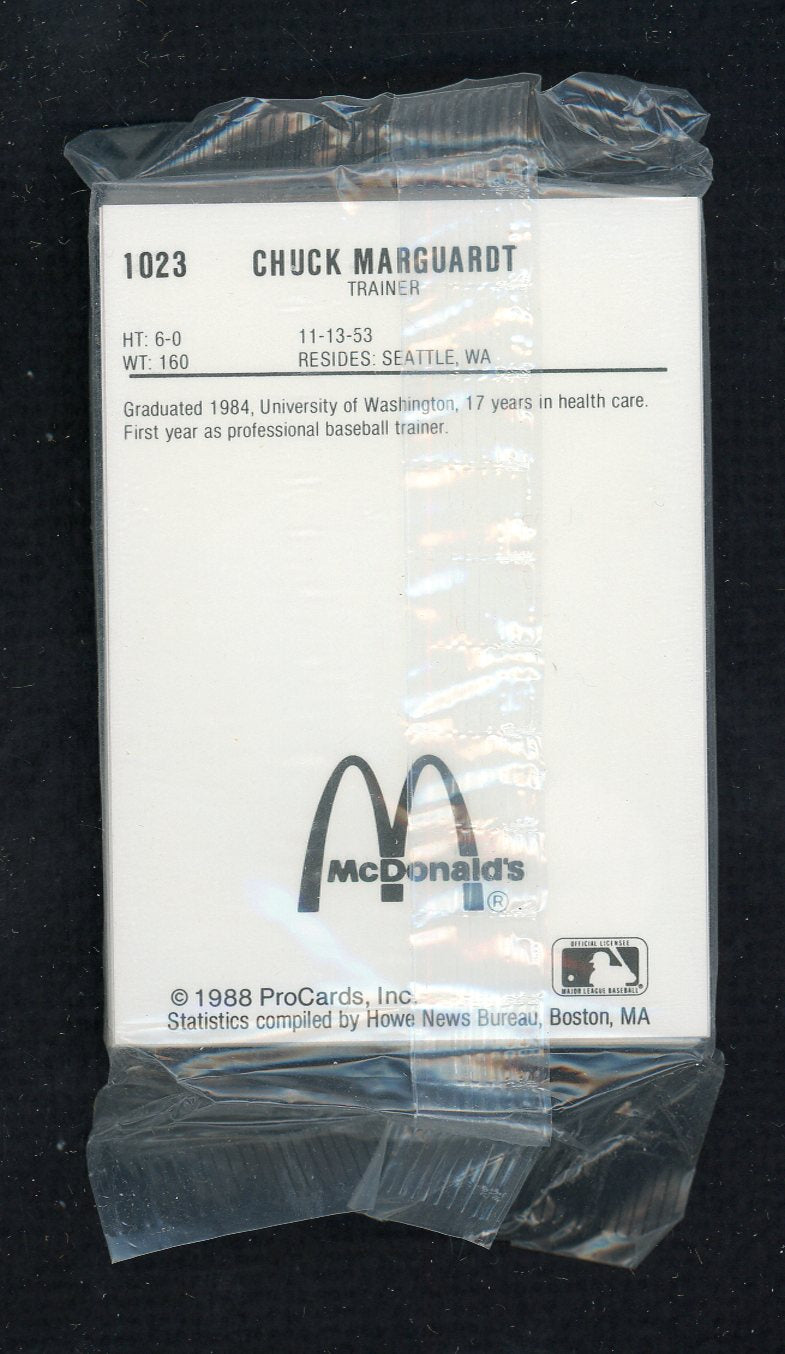 1023 CHUCK MARGUARDT
TRAINER
HT: 6-0 11-13-53
WT: 160 RESIDES: SEATTLE, WA
Graduated 1984, University of Washington, 17 years in health care.
First year as professional baseball trainer.
McDonald's
®
OFFICIAL LICENSEE
MAJOR LEAGUE BASEBALL
© 1988 ProCards, Inc.
Statistics compiled by Howe News Bureau, Boston, MA